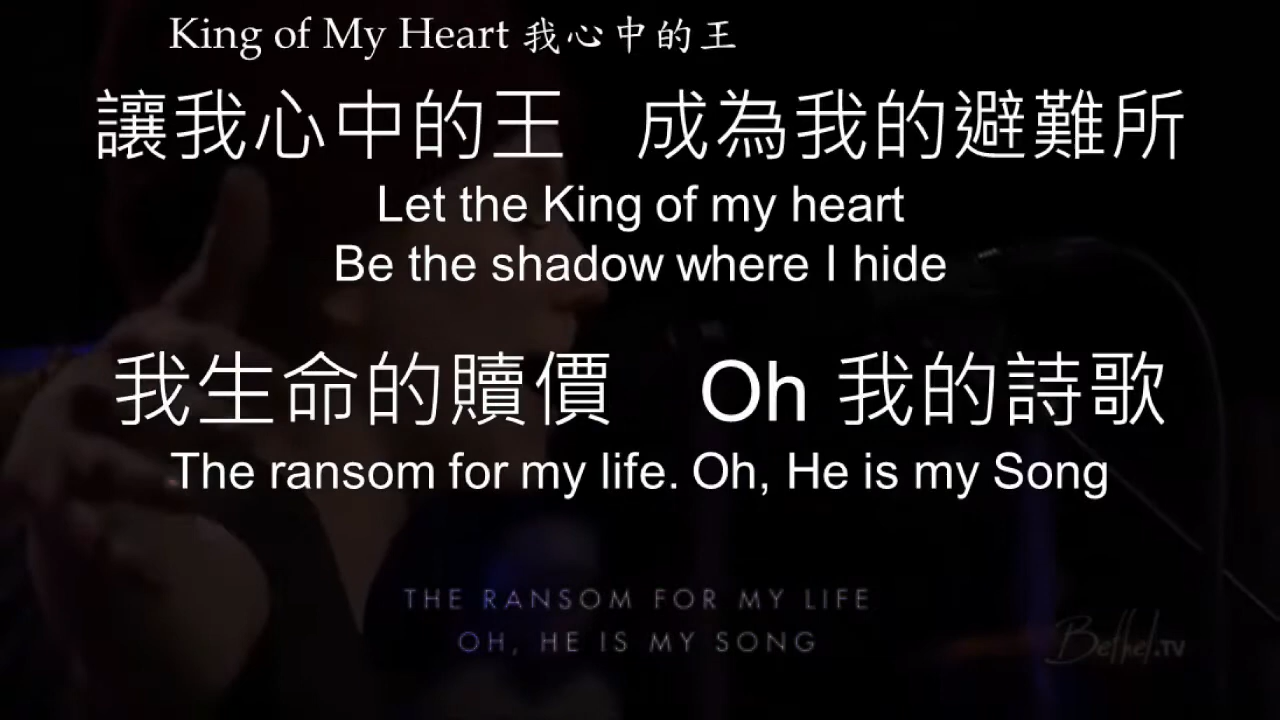 King of My Heart 我心中的王
讓我心中的王 成為我的避難所
Let the King of my heart
Be the shadow where I hide
我生命的贖價 Oh 我的詩歌
The ransom for my life. Oh, He is my Song
THE RANSOM FOR MY LIFE
OH, HE IS MY SONG
Bethel.TV